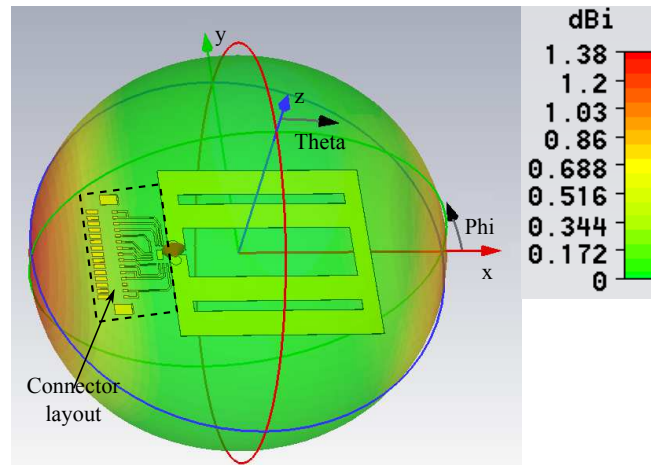 dBi
y
1.38
1.2
z
1.03
Theta
0.86
0.688
0.516
Phi
0.344
0.172
x
0
Connector
layout